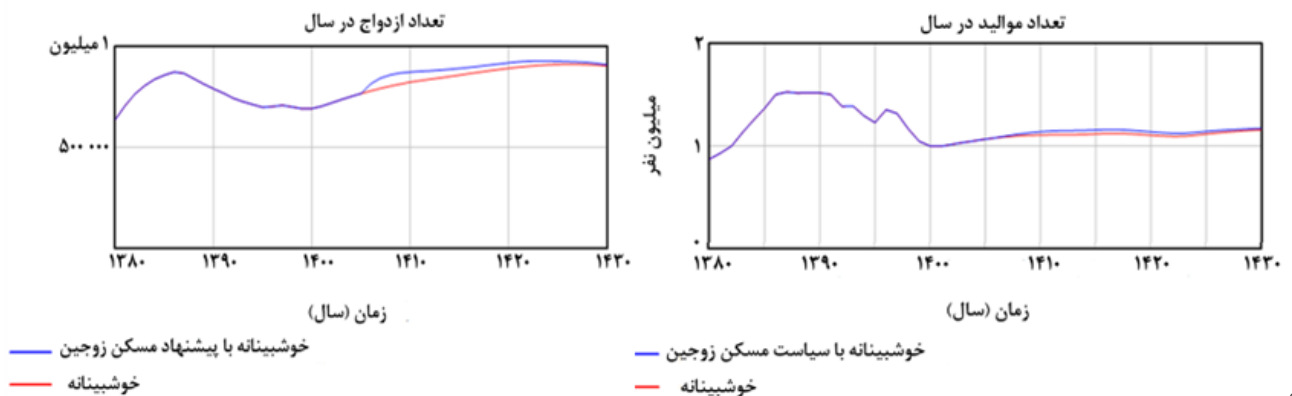 تعداد ازدواج در سال
۱ میلیون
۵۰۰ ۰۰۰
۱۳۸۰ ۱۳۹۰ ۱۴۰۰ ۱۴۱۰ ۱۴۲۰ ۱۴۳۰
زمان (سال)
خوشبینانه با پیشنهاد مسکن زوجین
خوشبینانه
تعداد موالید در سال
میلیون نفر
۲
۱
۰
۱۳۸۰ ۱۳۹۰ ۱۴۰۰ ۱۴۱۰ ۱۴۲۰ ۱۴۳۰
زمان (سال)
خوشبینانه با سیاست مسکن زوجین
خوشبینانه